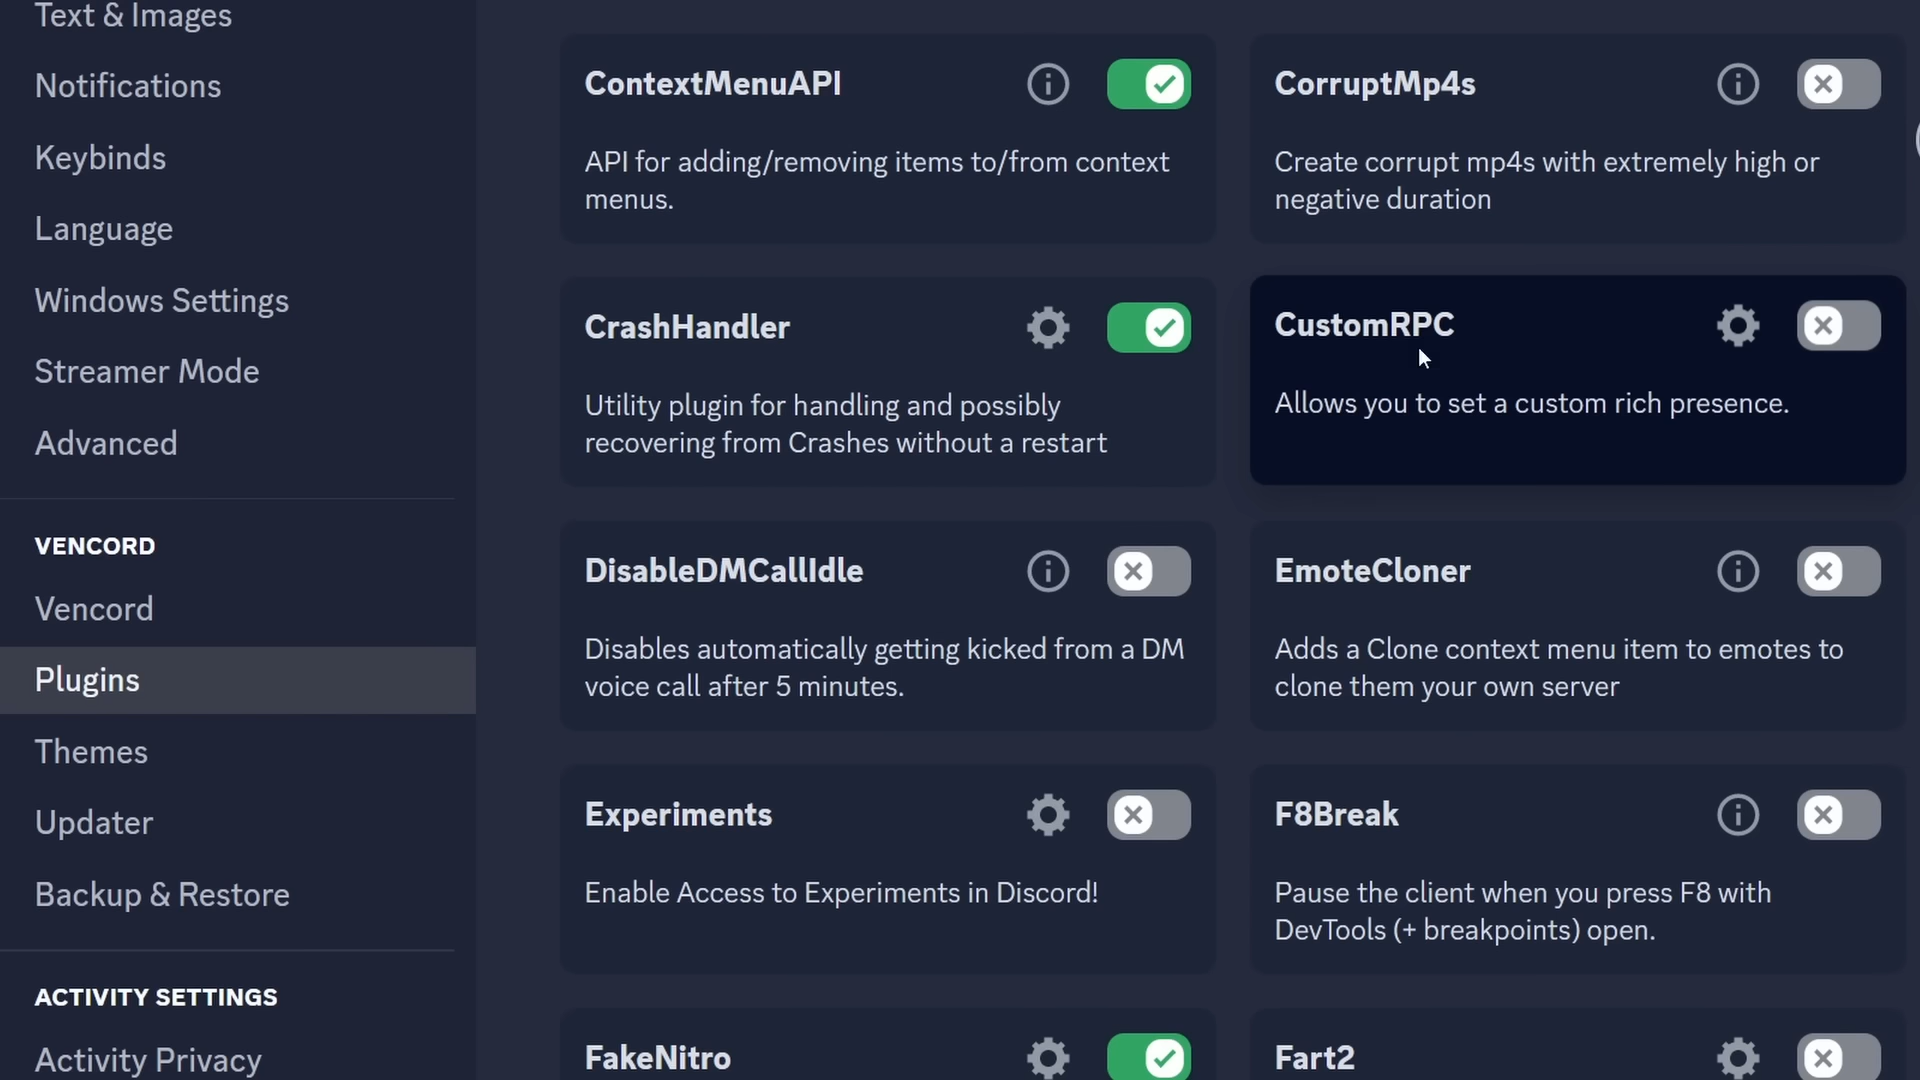 Text & Images
Notifications
Keybinds
Language
Windows Settings
Streamer Mode
Advanced
VENCORD
Vencord
Plugins
Themes
Updater
Backup & Restore
ACTIVITY SETTINGS
Activity Privacy
ContextMenuAPI
API for adding/removing items to/from context
menus.
CorruptMp4s
Create corrupt mp4s with extremely high or
negative duration
CrashHandler
Utility plugin for handling and possibly
recovering from Crashes without a restart
CustomRPC
Allows you to set a custom rich presence.
DisableDMCallIdle
Disables automatically getting kicked from a DM
voice call after 5 minutes.
EmoteCloner
Adds a Clone context menu item to emotes to
clone them your own server
Experiments
Enable Access to Experiments in Discord!
F8Break
Pause the client when you press F8 with
DevTools (+ breakpoints) open.
FakeNitro
Fart2